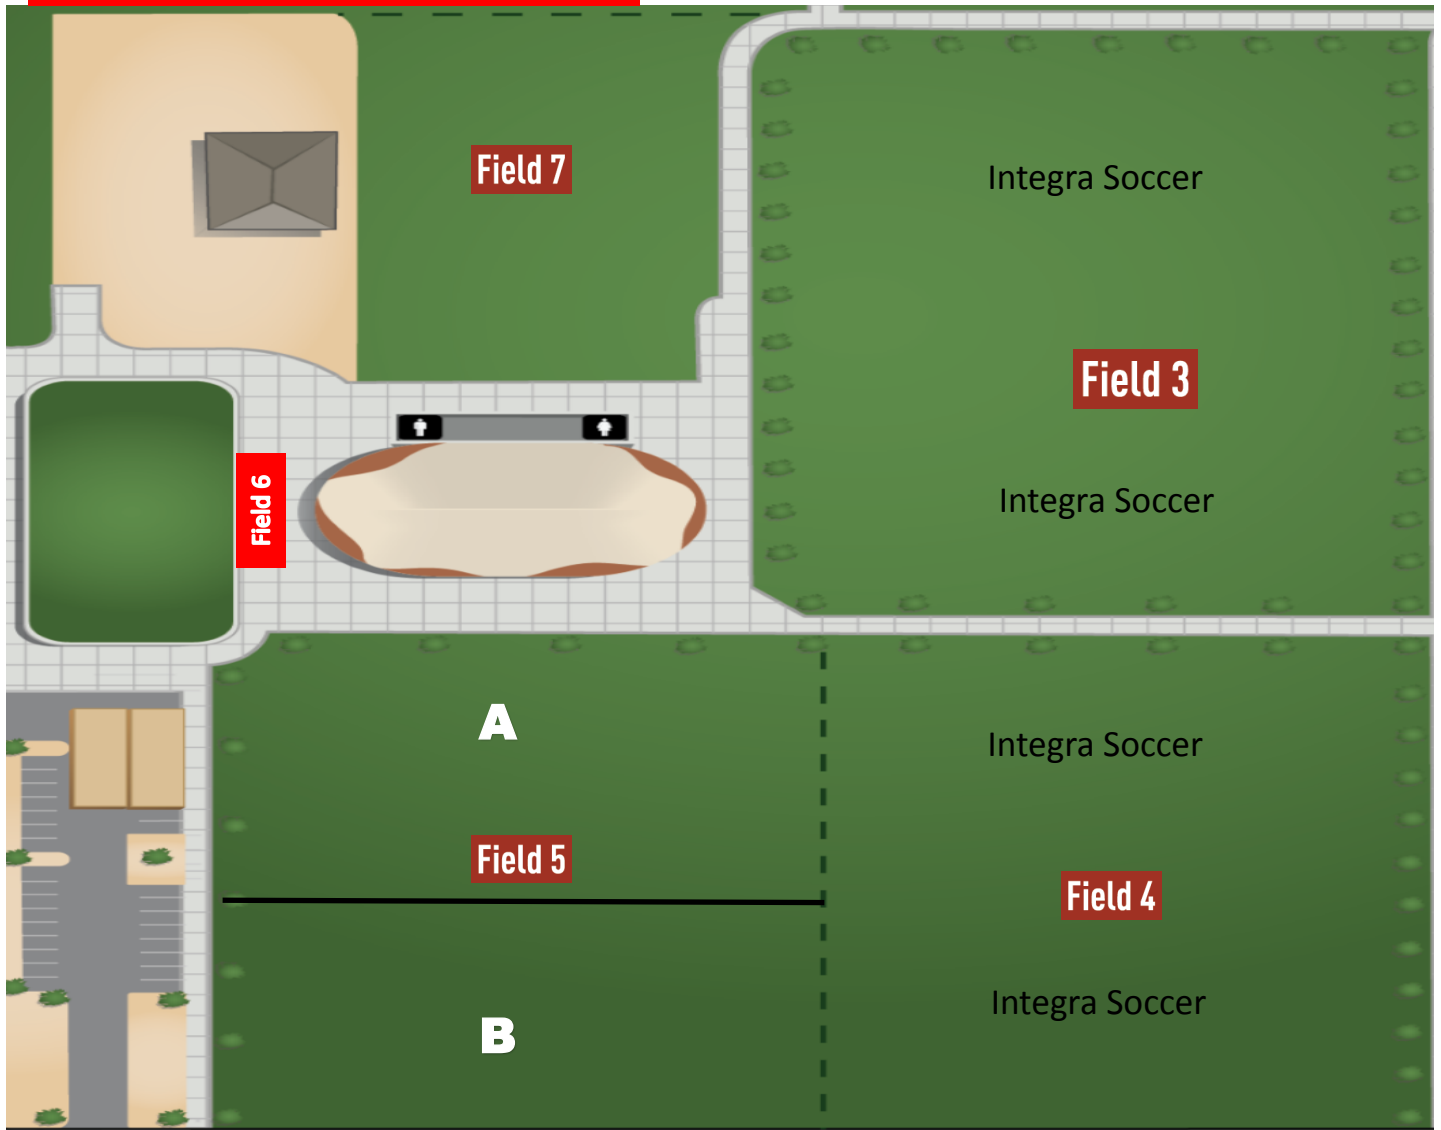 Field 7
Integra Soccer
Field 3
Integra Soccer
Field 6
A
Integra Soccer
Field 5
Field 4
Integra Soccer
B